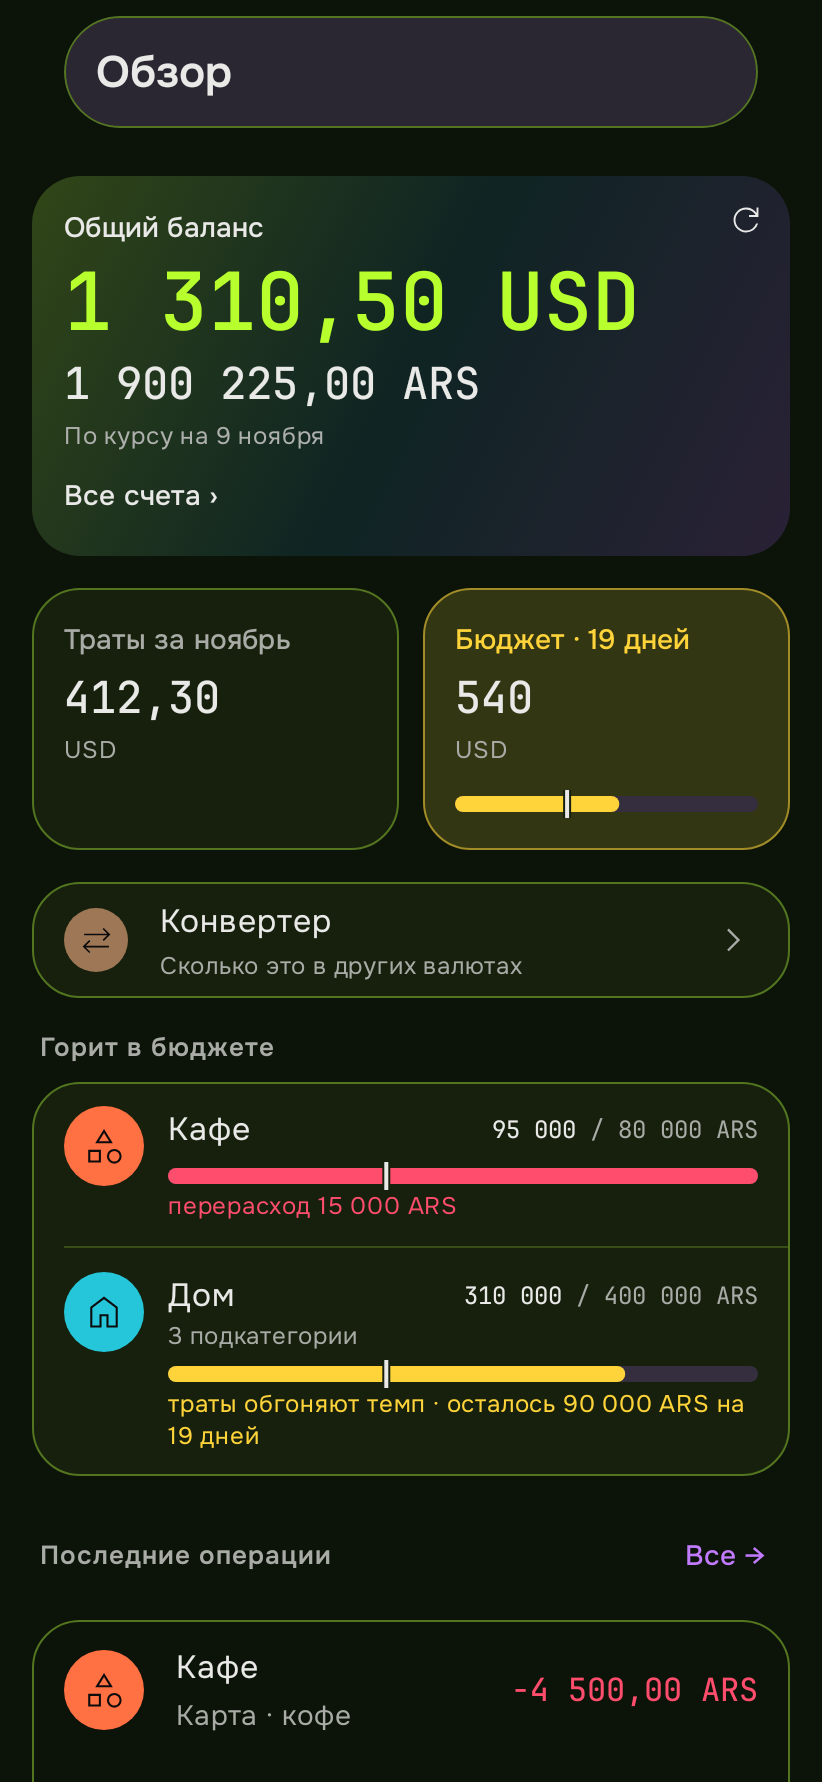 Обзор
Общий баланс
1 310,50 USD
1 900 225,00 ARS
По курсу на 9 ноября
Все счета ›
Траты за ноябрь
412,30
USD
Бюджет · 19 дней
540
USD
Конвертер
Сколько это в других валютах
Горит в бюджете
Кафе
95 000 / 80 000 ARS
перерасход 15 000 ARS
Дом
310 000 / 400 000 ARS
3 подкатегории
траты обгоняют темп · осталось 90 000 ARS на
19 дней
Последние операции
Все →
Кафе
-4 500,00 ARS
Карта · кофе